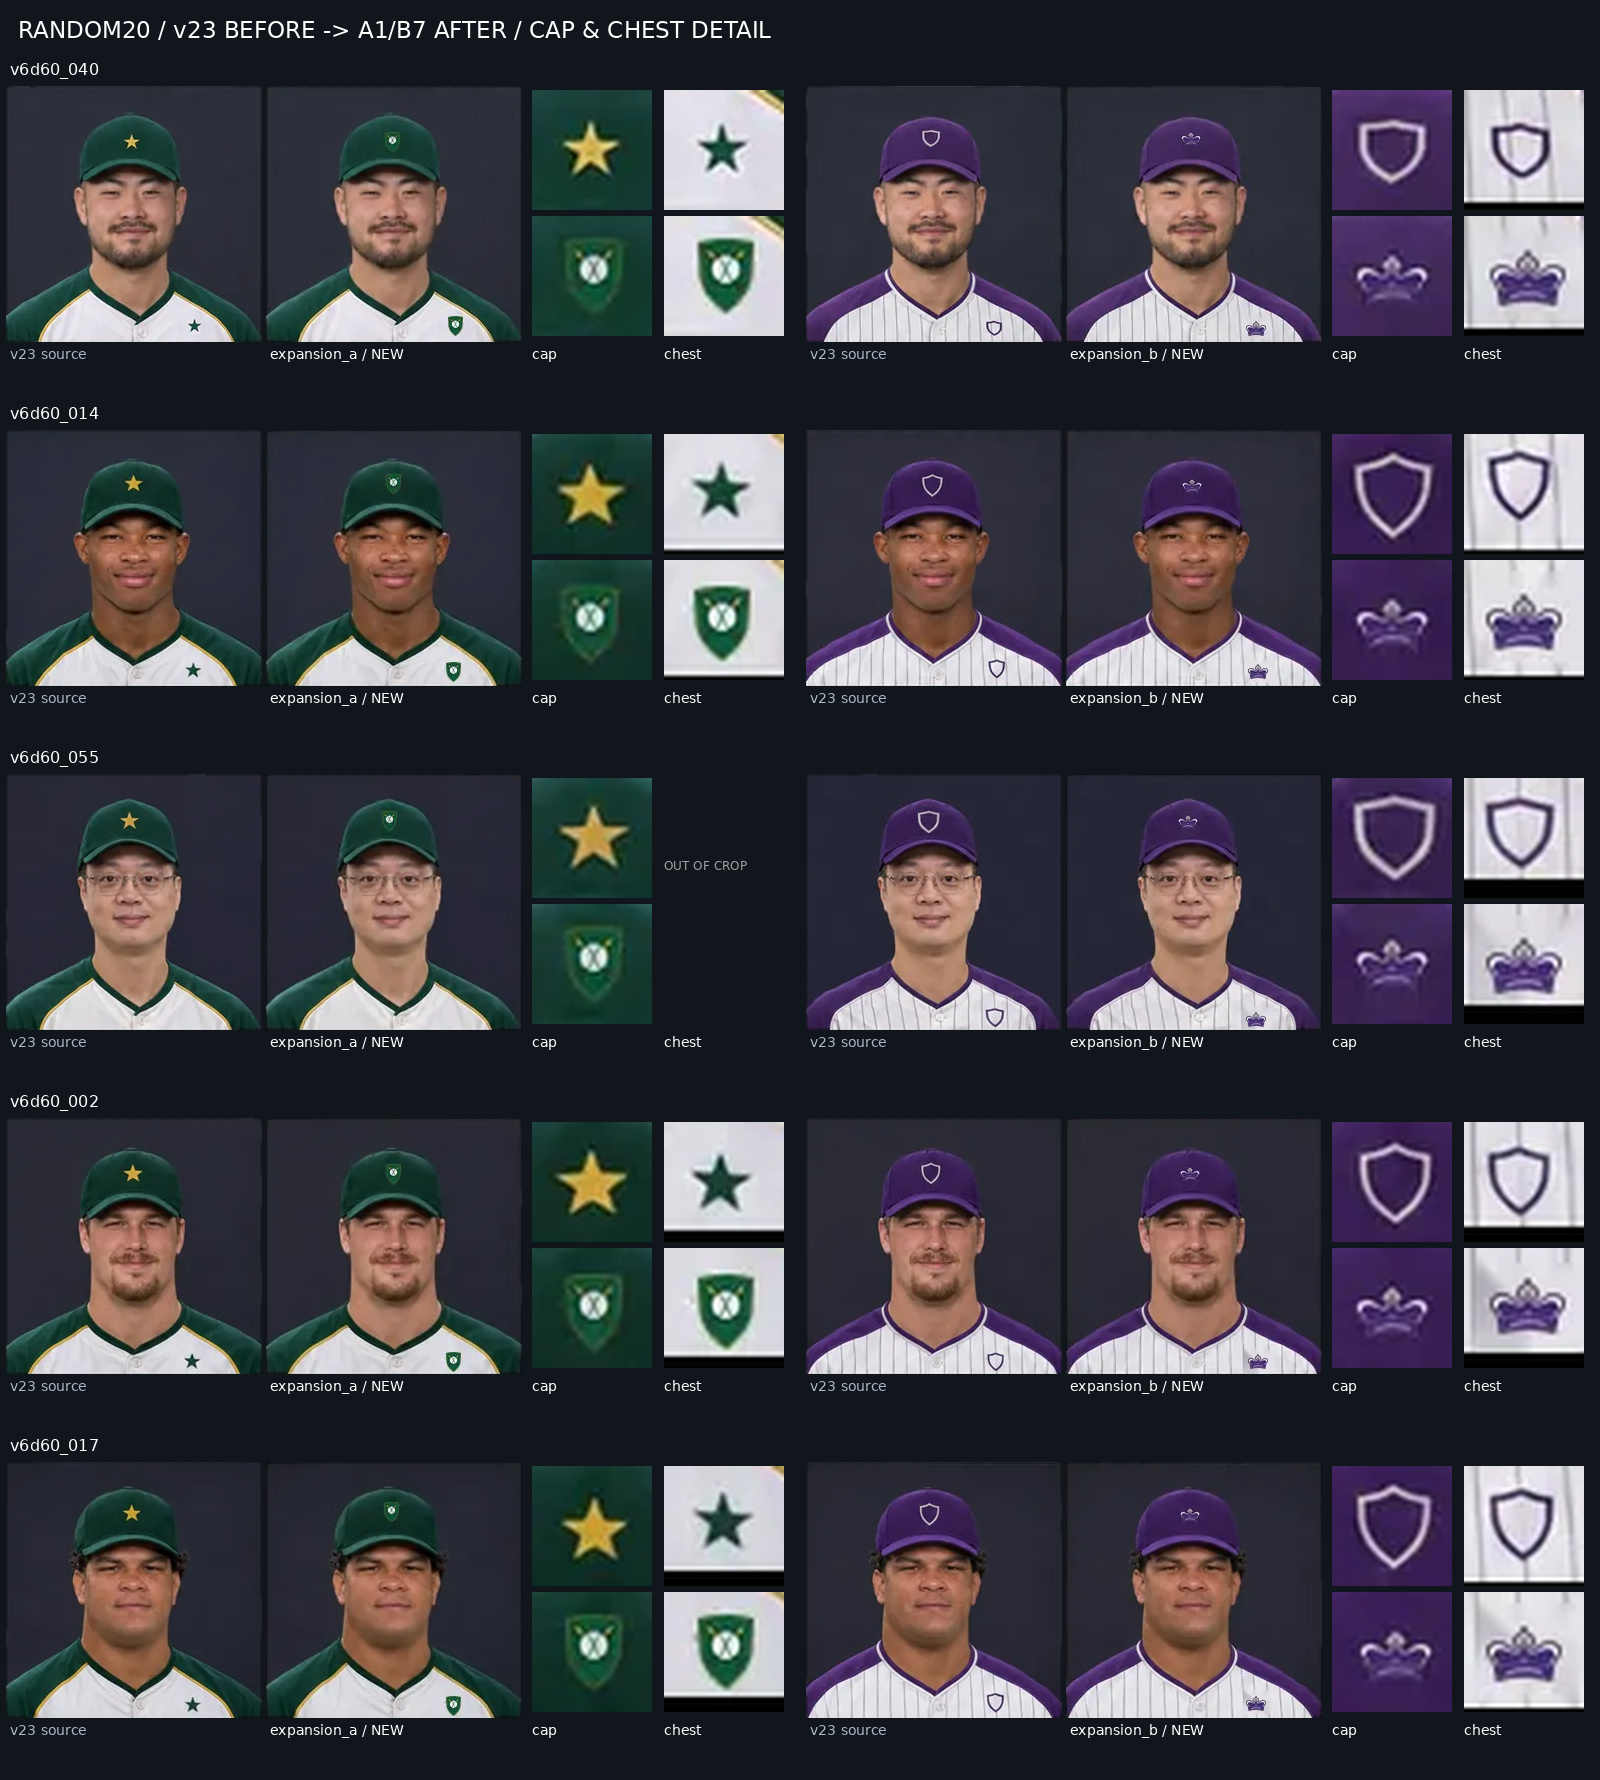 RANDOM20 / v23 BEFORE -> A1/B7 AFTER / CAP & CHEST DETAIL
v6d60_040
v23 source expansion_a / NEW cap chest v23 source expansion_b / NEW cap chest
v6d60_014
v23 source expansion_a / NEW cap chest v23 source expansion_b / NEW cap chest
v6d60_055
OUT OF CROP
v23 source expansion_a / NEW cap chest v23 source expansion_b / NEW cap chest
v6d60_002
v23 source expansion_a / NEW cap chest v23 source expansion_b / NEW cap chest
v6d60_017
v23 source expansion_a / NEW cap chest v23 source expansion_b / NEW cap chest